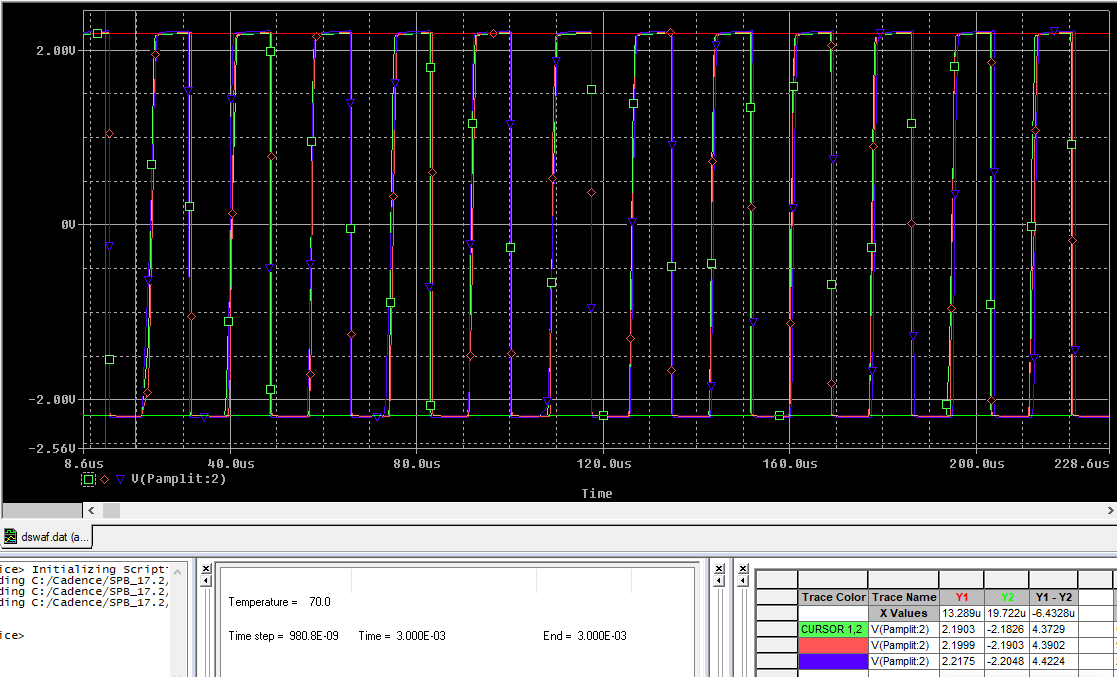 2.00V
0V
-2.00V
-2.56V
8.6us 40.0us 80.0us 120.0us 160.0us 200.0us 228.6us
V(Pamplit:2)
Time
dswaf.dat (a...
ice> Initializing Script:
ding C:/Cadence/SPB_17.2,
ding C:/Cadence/SPB_17.2,
ding C:/Cadence/SPB_17.2,
ice>
Temperature = 70.0
Time step = 980.8E-09 Time = 3.000E-03 End = 3.000E-03
Trace Color Trace Name Y1 Y2 Y1 - Y2
X Values 13.289u 19.722u -6.4328u
CURSOR 1,2 V(Pamplit:2) 2.1903 -2.1826 4.3729
V(Pamplit:2) 2.1999 -2.1903 4.3902
V(Pamplit:2) 2.2175 -2.2048 4.4224